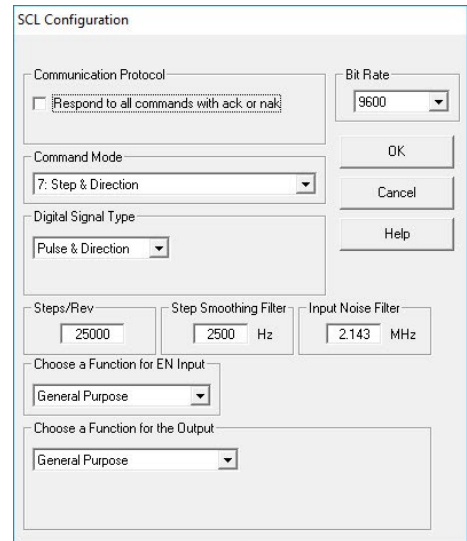 SCL Configuration
Communication Protocol
Respond to all commands with ack or nak
Bit Rate
9600
OK
Cancel
Help
Command Mode
7: Step & Direction
Digital Signal Type
Pulse & Direction
Steps/Rev
25000
Step Smoothing Filter
2500 Hz
Input Noise Filter
2.143 MHz
Choose a Function for EN Input
General Purpose
Choose a Function for the Output
General Purpose